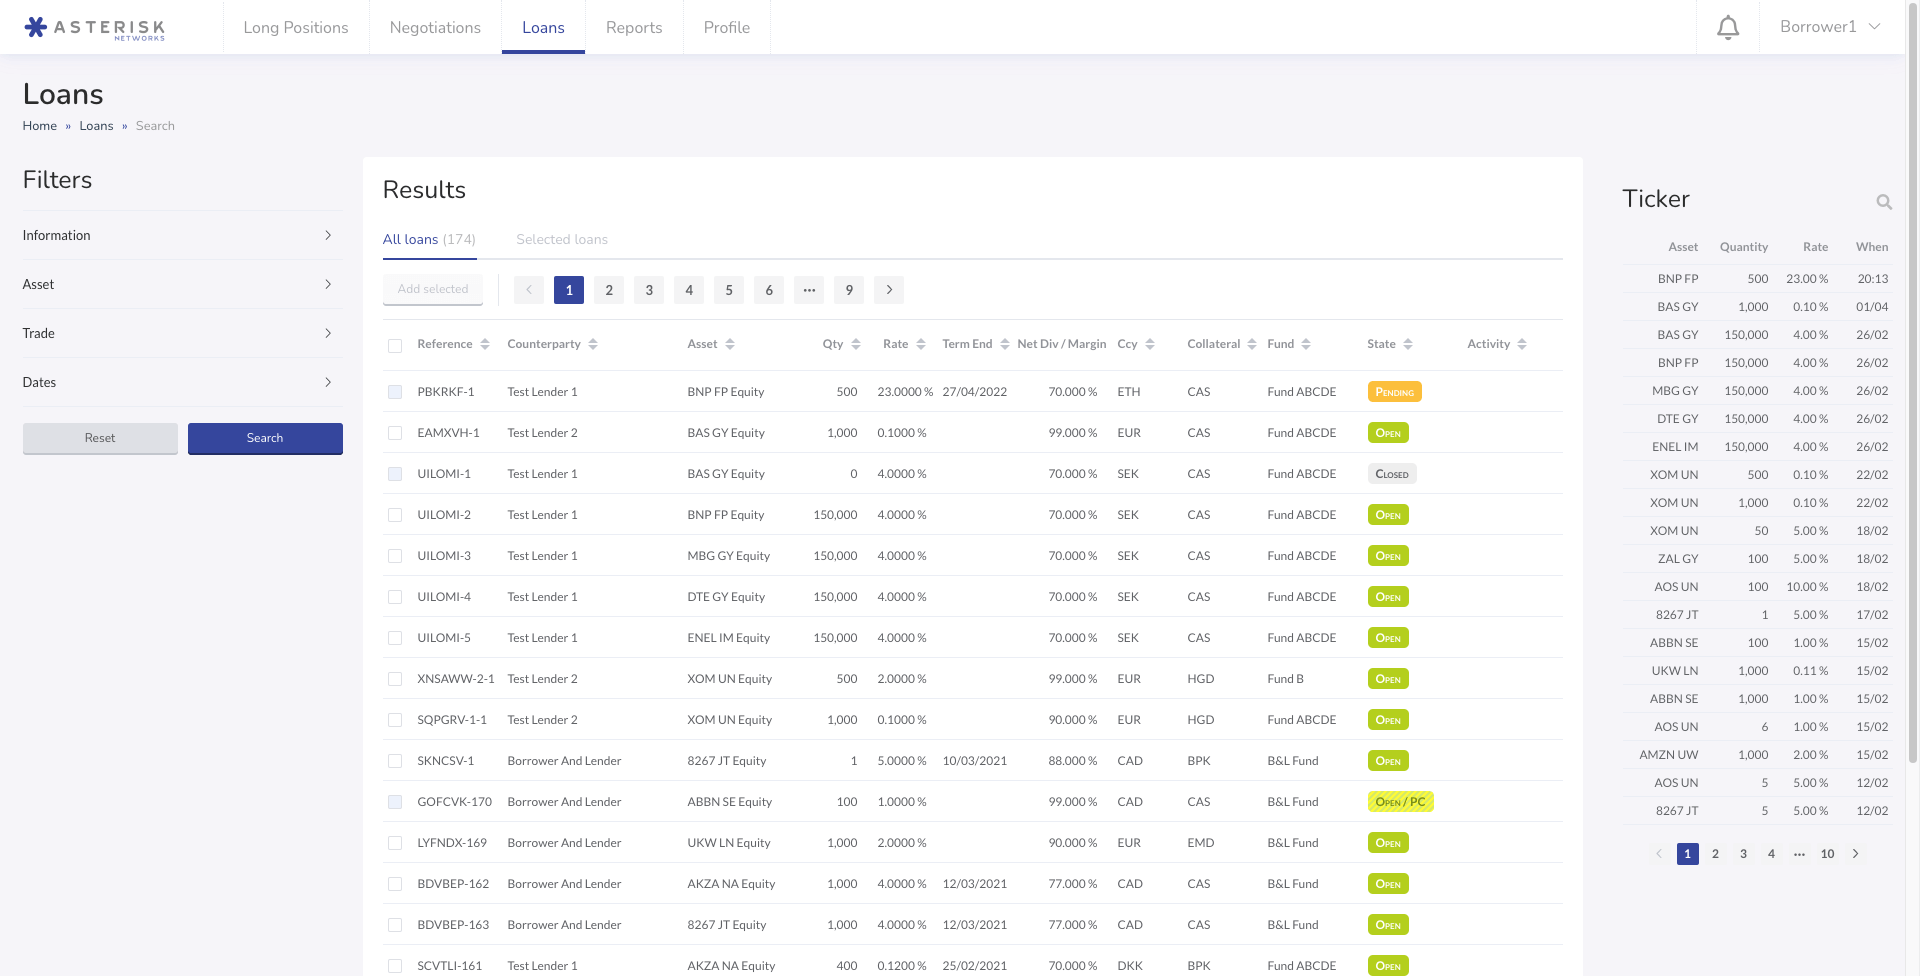 ASTERISK NETWORKS
Long Positions Negotiations Loans Reports Profile Borrower1
Loans
Home » Loans » Search
Filters
Information
Asset
Trade
Dates
Reset Search
Results
All loans (174) Selected loans
Add selected < 1 2 3 4 5 6 ... 9 >
Reference Counterparty Asset Qty Rate Term End Net Div / Margin Ccy Collateral Fund State Activity
PBKRKF-1 Test Lender 1 BNP FP Equity 500 23.0000 % 27/04/2022 70.000 % ETH CAS Fund ABCDE Pending
EAMXVH-1 Test Lender 2 BAS GY Equity 1,000 0.1000 % 99.000 % EUR CAS Fund ABCDE Open
UILOMI-1 Test Lender 1 BAS GY Equity 0 4.0000 % 70.000 % SEK CAS Fund ABCDE Closed
UILOMI-2 Test Lender 1 BNP FP Equity 150,000 4.0000 % 70.000 % SEK CAS Fund ABCDE Open
UILOMI-3 Test Lender 1 MBG GY Equity 150,000 4.0000 % 70.000 % SEK CAS Fund ABCDE Open
UILOMI-4 Test Lender 1 DTE GY Equity 150,000 4.0000 % 70.000 % SEK CAS Fund ABCDE Open
UILOMI-5 Test Lender 1 ENEL IM Equity 150,000 4.0000 % 70.000 % SEK CAS Fund ABCDE Open
XNSAWW-2-1 Test Lender 2 XOM UN Equity 500 2.0000 % 99.000 % EUR HGD Fund B Open
SQPGRV-1-1 Test Lender 2 XOM UN Equity 1,000 0.1000 % 90.000 % EUR HGD Fund ABCDE Open
SKNCSV-1 Borrower And Lender 8267 JT Equity 1 5.0000 % 10/03/2021 88.000 % CAD BPK B&L Fund Open
GOFCVK-170 Borrower And Lender ABBN SE Equity 100 1.0000 % 99.000 % CAD CAS B&L Fund Open / PC
LYFNDX-169 Borrower And Lender UKW LN Equity 1,000 2.0000 % 90.000 % EUR EMD B&L Fund Open
BDVBEP-162 Borrower And Lender AKZA NA Equity 1,000 4.0000 % 12/03/2021 77.000 % CAD CAS B&L Fund Open
BDVBEP-163 Borrower And Lender 8267 JT Equity 1,000 4.0000 % 12/03/2021 77.000 % CAD CAS B&L Fund Open
SCVTLI-161 Test Lender 1 AKZA NA Equity 400 0.1200 % 25/02/2021 70.000 % DKK BPK Fund ABCDE Open
Ticker
Asset Quantity Rate When
BNP FP 500 23.00 % 20:13
BAS GY 1,000 0.10 % 01/04
BAS GY 150,000 4.00 % 26/02
BNP FP 150,000 4.00 % 26/02
MBG GY 150,000 4.00 % 26/02
DTE GY 150,000 4.00 % 26/02
ENEL IM 150,000 4.00 % 26/02
XOM UN 500 0.10 % 22/02
XOM UN 1,000 0.10 % 22/02
XOM UN 50 5.00 % 18/02
ZAL GY 100 5.00 % 18/02
AOS UN 100 10.00 % 18/02
8267 JT 1 5.00 % 17/02
ABBN SE 100 1.00 % 15/02
UKW LN 1,000 0.11 % 15/02
ABBN SE 1,000 1.00 % 15/02
AOS UN 6 1.00 % 15/02
AMZN UW 1,000 2.00 % 15/02
AOS UN 5 5.00 % 12/02
8267 JT 5 5.00 % 12/02
< 1 2 3 4 ... 10 >